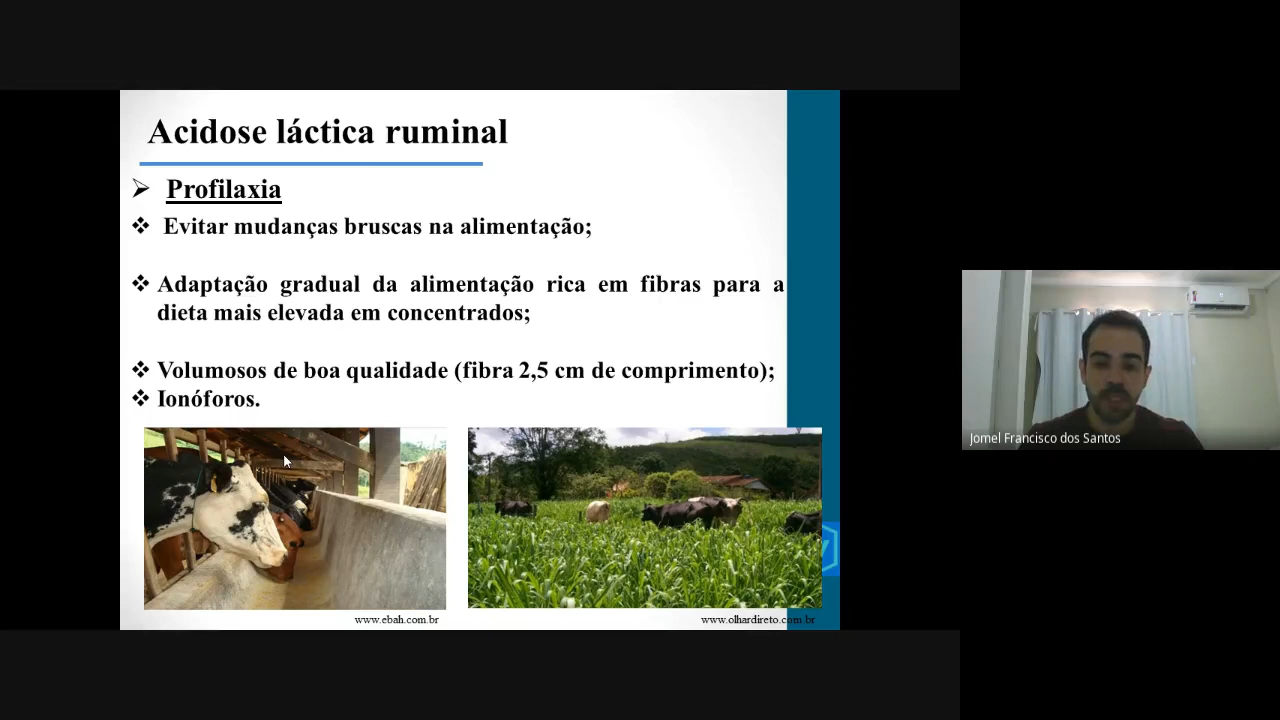 Acidose láctica ruminal
Profilaxia
Evitar mudanças bruscas na alimentação;
Adaptação gradual da alimentação rica em fibras para a
dieta mais elevada em concentrados;
Volumosos de boa qualidade (fibra 2,5 cm de comprimento);
Ionóforos.
www.ebah.com.br
www.olhardireto.com.br
Jomel Francisco dos Santos